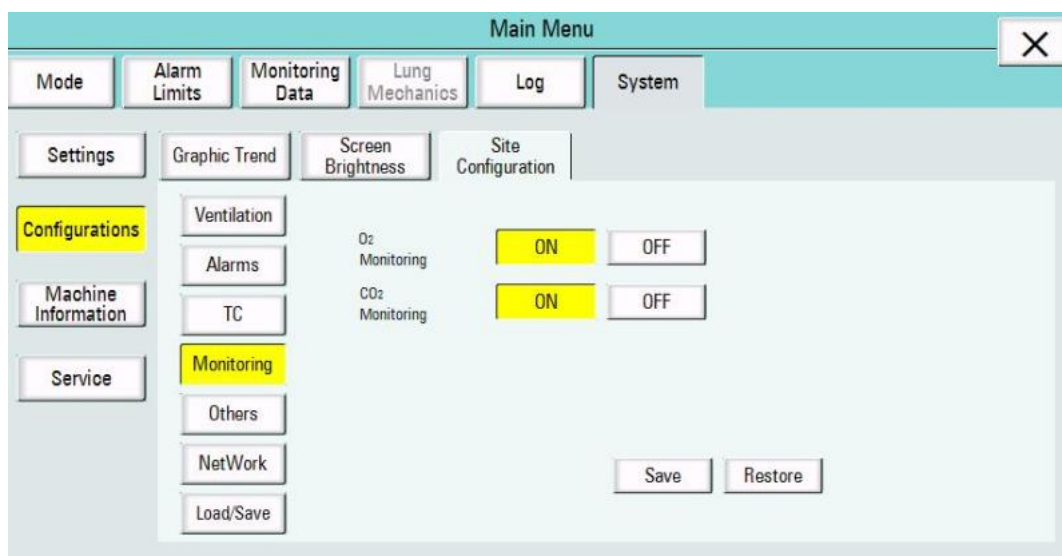 Main Menu
X
Mode
Alarm
Limits
Monitoring
Data
Lung
Mechanics
Log
System
Settings
Graphic Trend
Screen
Brightness
Site
Configuration
Configurations
Machine
Information
Service
Ventilation
Alarms
TC
Monitoring
Others
NetWork
Load/Save
O₂
Monitoring
ON
OFF
CO₂
Monitoring
ON
OFF
Save
Restore